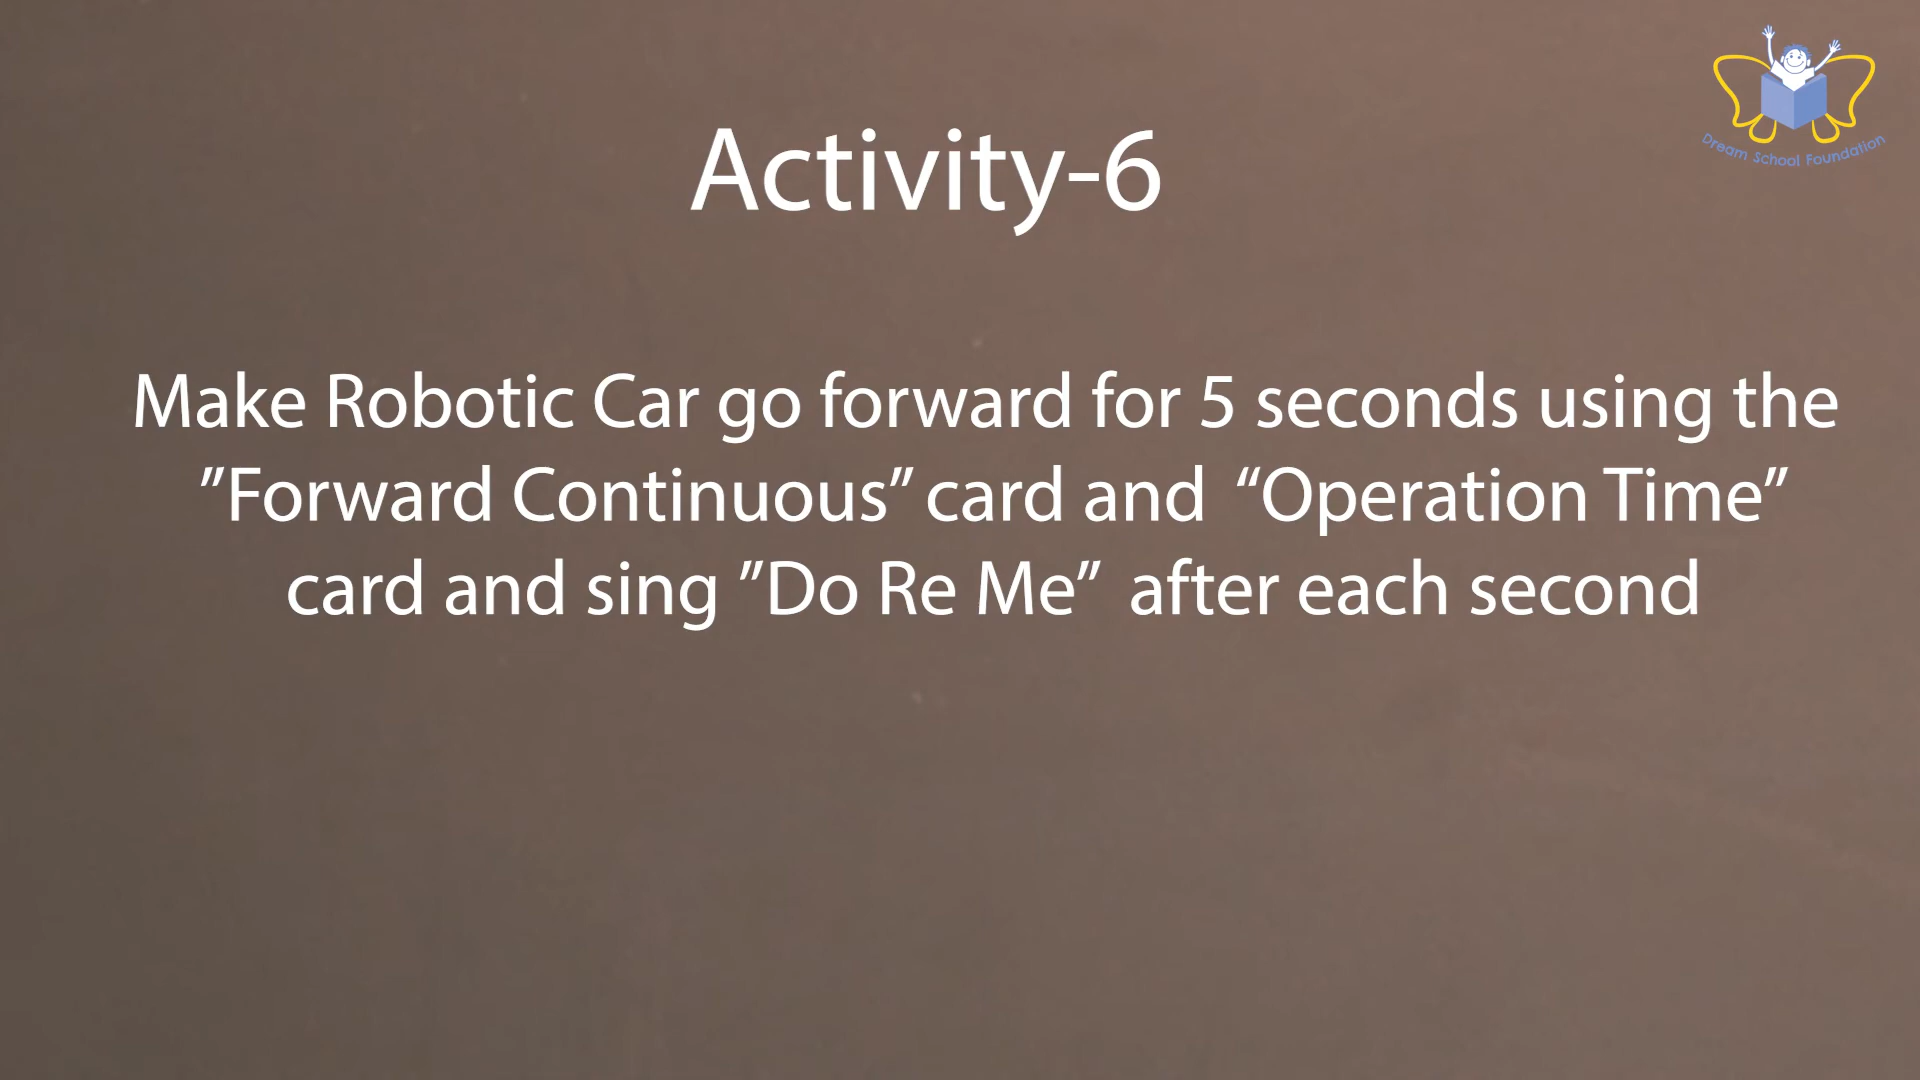 Dream School Foundation
Activity-6
Make Robotic Car go forward for 5 seconds using the
”Forward Continuous” card and “Operation Time”
card and sing ”Do Re Me” after each second